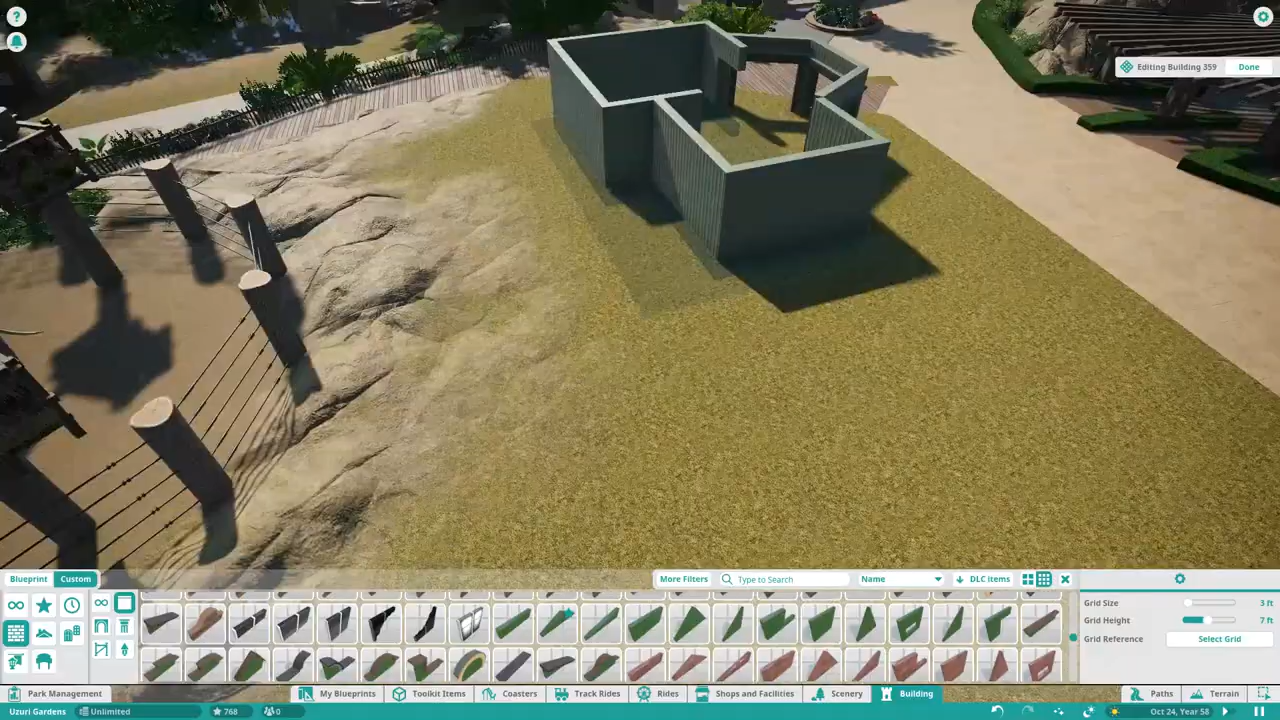 Editing Building 359
Done
Blueprint
Custom
More Filters
Type to Search
Name
DLC items
Grid Size
3 ft
Grid Height
7 ft
Grid Reference
Select Grid
Park Management
My Blueprints
Toolkit Items
Coasters
Track Rides
Rides
Shops and Facilities
Scenery
Building
Paths
Terrain
Uzuri Gardens
Unlimited
768
0
Oct 24, Year 58